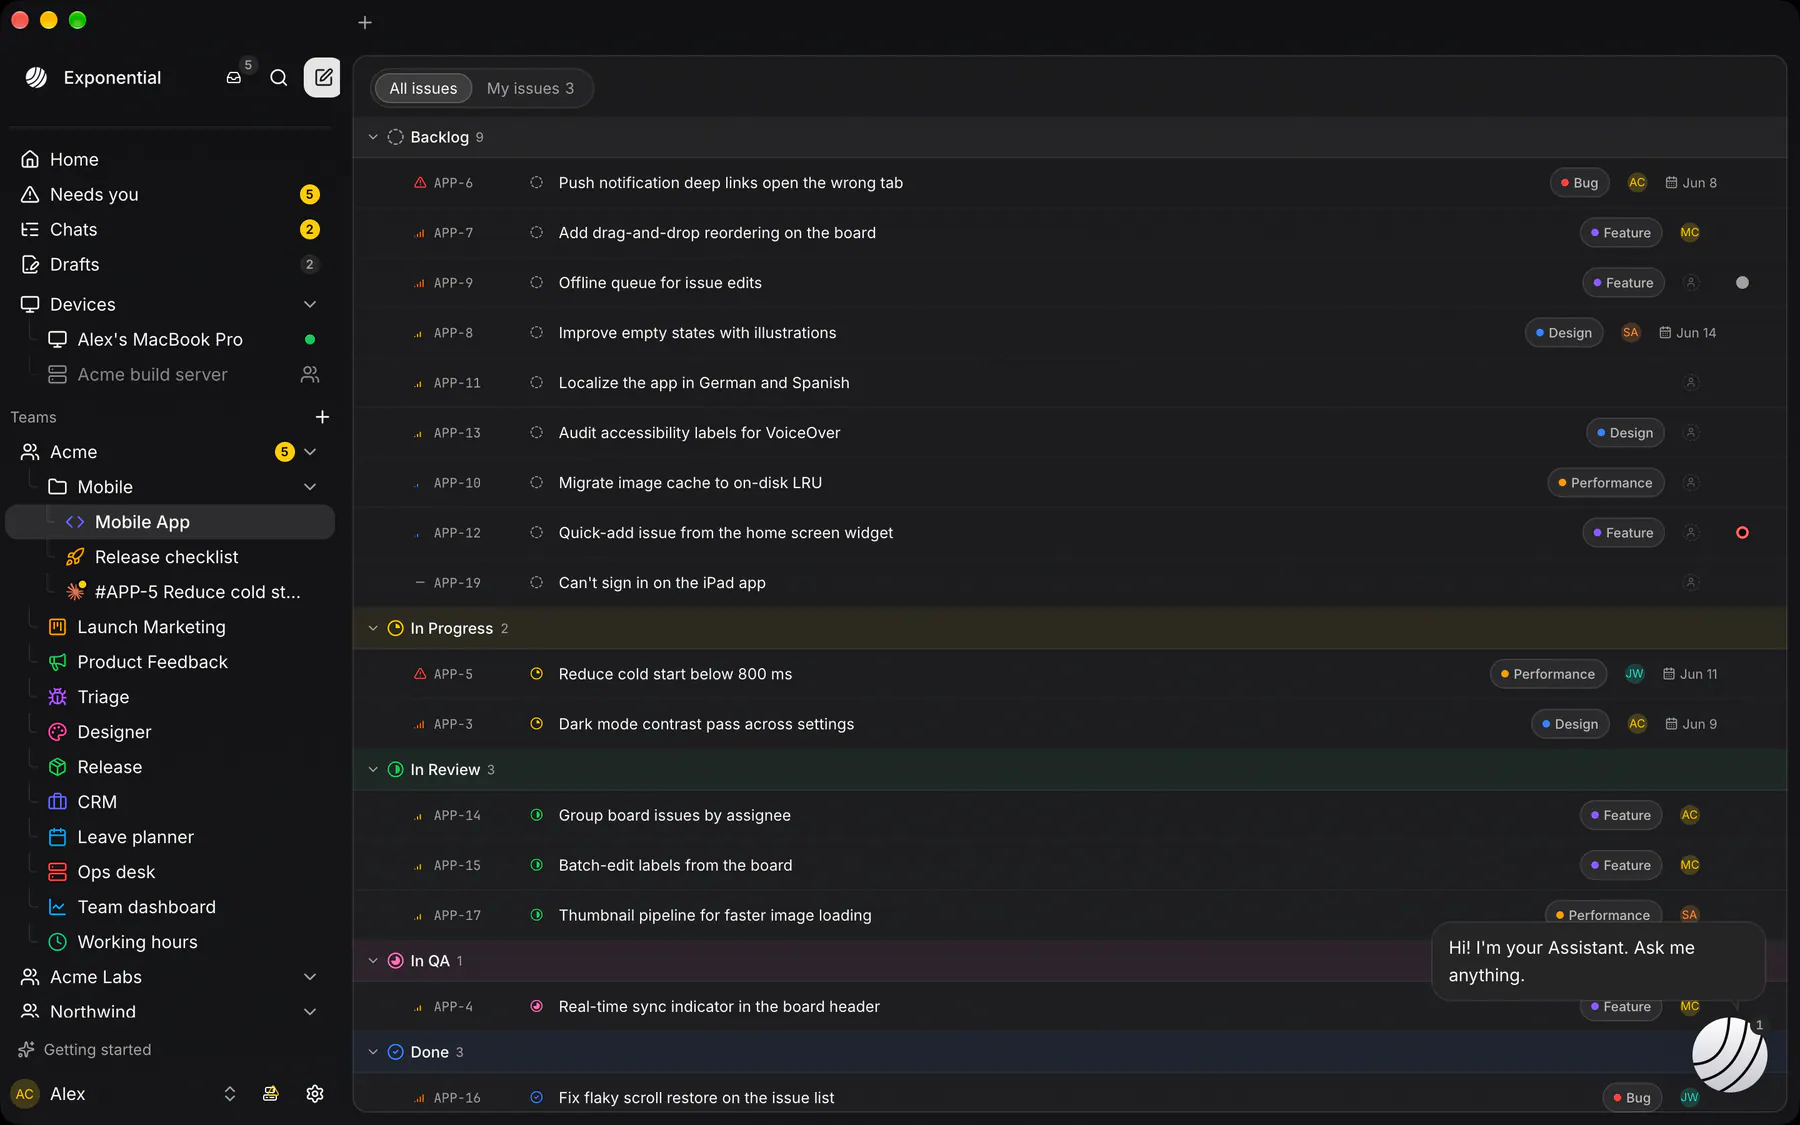 Exponential
5
Home
Needs you 5
Chats 2
Drafts 2
Devices
Alex's MacBook Pro
Acme build server
Teams
Acme 5
Mobile
Mobile App
Release checklist
#APP-5 Reduce cold st...
Launch Marketing
Product Feedback
Triage
Designer
Release
CRM
Leave planner
Ops desk
Team dashboard
Working hours
Acme Labs
Northwind
Getting started
AC Alex
All issues My issues 3
Backlog 9
APP-6 Push notification deep links open the wrong tab Bug AC Jun 8
APP-7 Add drag-and-drop reordering on the board Feature MC
APP-9 Offline queue for issue edits Feature
APP-8 Improve empty states with illustrations Design SA Jun 14
APP-11 Localize the app in German and Spanish
APP-13 Audit accessibility labels for VoiceOver Design
APP-10 Migrate image cache to on-disk LRU Performance
APP-12 Quick-add issue from the home screen widget Feature
APP-19 Can't sign in on the iPad app
In Progress 2
APP-5 Reduce cold start below 800 ms Performance JW Jun 11
APP-3 Dark mode contrast pass across settings Design AC Jun 9
In Review 3
APP-14 Group board issues by assignee Feature AC
APP-15 Batch-edit labels from the board Feature MC
APP-17 Thumbnail pipeline for faster image loading Performance SA
In QA 1
APP-4 Real-time sync indicator in the board header Feature MC
Done 3
APP-16 Fix flaky scroll restore on the issue list Bug JW
Hi! I'm your Assistant. Ask me
anything.
1